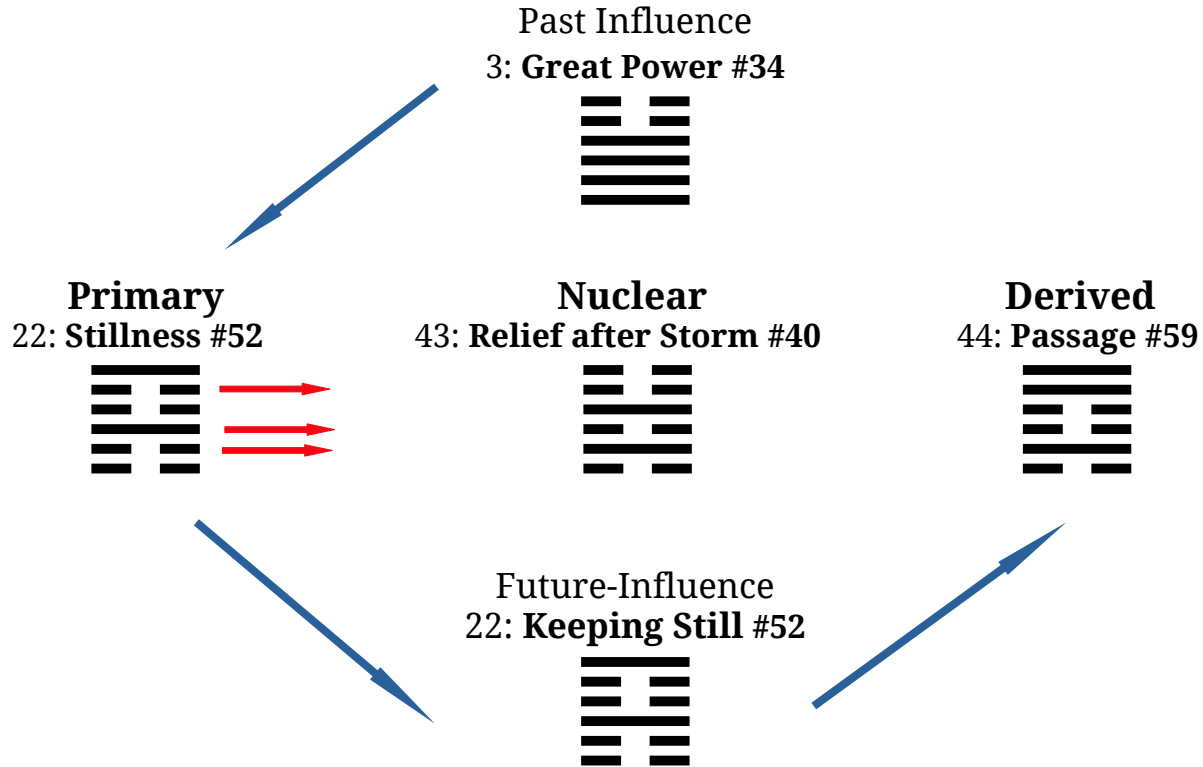 Past Influence
3: Great Power #34
Primary
22: Stillness #52
Nuclear
43: Relief after Storm #40
Derived
44: Passage #59
Future-Influence
22: Keeping Still #52